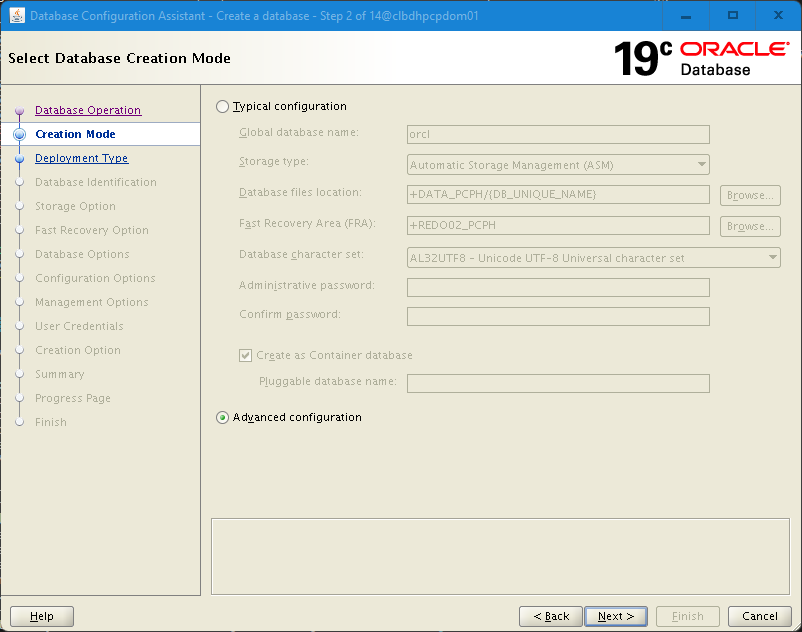 Database Configuration Assistant - Create a database - Step 2 of 14@clbdhpcpdom01
Select Database Creation Mode
19c ORACLE Database
Database Operation
Creation Mode
Deployment Type
Database Identification
Storage Option
Fast Recovery Option
Database Options
Configuration Options
Management Options
User Credentials
Creation Option
Summary
Progress Page
Finish
Typical configuration
Global database name: orcl
Storage type: Automatic Storage Management (ASM)
Database files location: +DATA_PCPH/{DB_UNIQUE_NAME} Browse...
Fast Recovery Area (FRA): +REDO02_PCPH Browse...
Database character set: AL32UTF8 - Unicode UTF-8 Universal character set
Administrative password:
Confirm password:
Create as Container database
Pluggable database name:
Advanced configuration
Help < Back Next > Finish Cancel